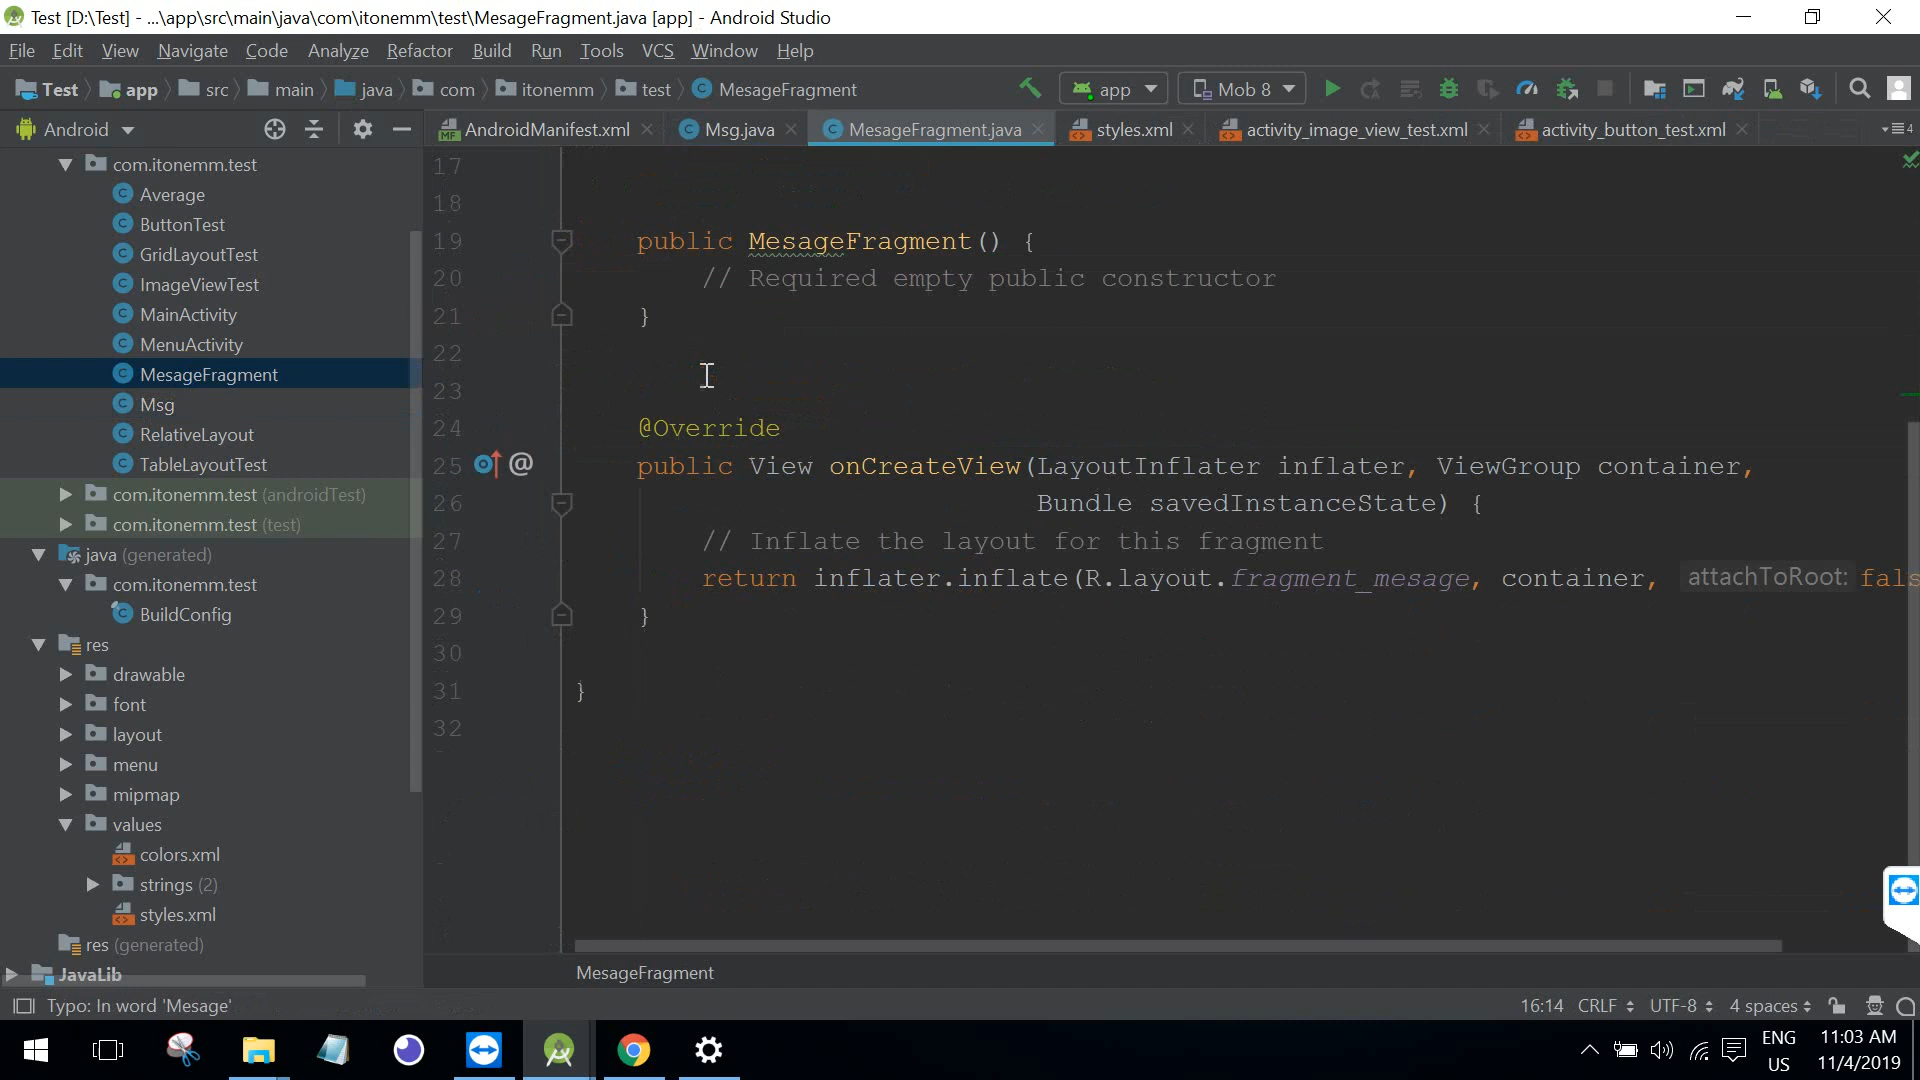 Test [D:\Test] - ...\app\src\main\java\com\itonemm\test\MesageFragment.java [app] - Android Studio
File Edit View Navigate Code Analyze Refactor Build Run Tools VCS Window Help
Test app src main java com itonemm test MesageFragment app Mob 8
Android AndroidManifest.xml Msg.java MesageFragment.java styles.xml activity_image_view_test.xml activity_button_test.xml 4
com.itonemm.test
Average
ButtonTest
GridLayoutTest
ImageViewTest
MainActivity
MenuActivity
MesageFragment
Msg
RelativeLayout
TableLayoutTest
com.itonemm.test (androidTest)
com.itonemm.test (test)
java (generated)
com.itonemm.test
BuildConfig
res
drawable
font
layout
menu
mipmap
values
colors.xml
strings (2)
styles.xml
res (generated)
JavaLib
17
18
19 public MesageFragment() {
20 // Required empty public constructor
21 }
22
23
24 @Override
25 @ public View onCreateView(LayoutInflater inflater, ViewGroup container,
26 Bundle savedInstanceState) {
27 // Inflate the layout for this fragment
28 return inflater.inflate(R.layout.fragment_mesage, container, attachToRoot: fals
29 }
30
31 }
32
MesageFragment
Typo: In word 'Mesage' 16:14 CRLF UTF-8 4 spaces
ENG 11:03 AM
US 11/4/2019